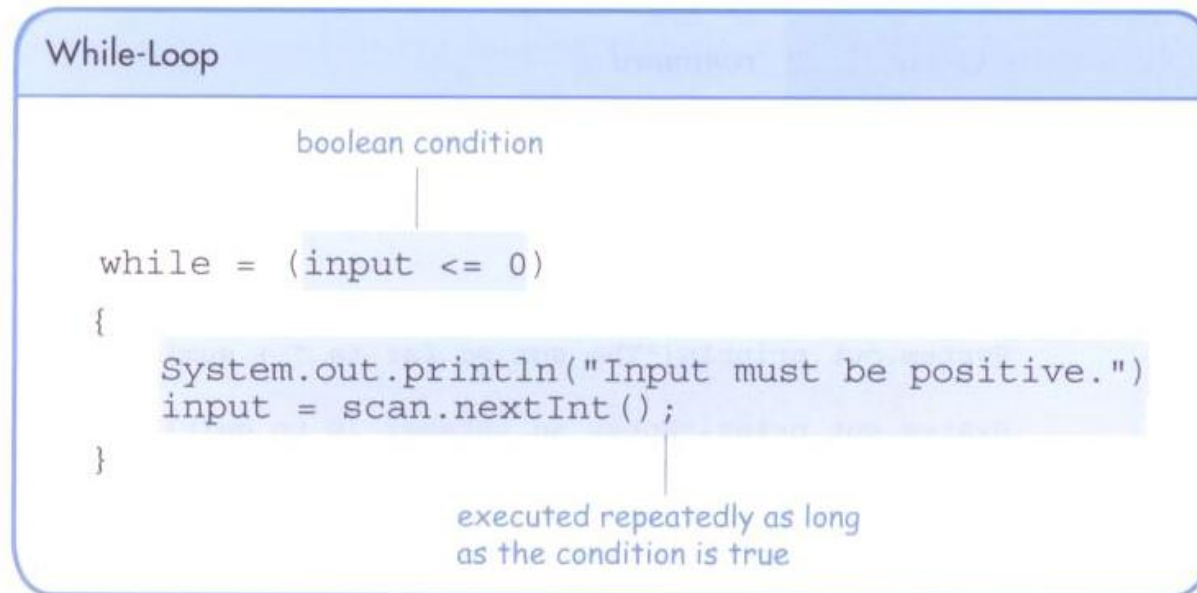 While-Loop
boolean condition
while = (input <= 0)
{
System.out.println("Input must be positive.")
input = scan.nextInt();
}
executed repeatedly as long
as the condition is true